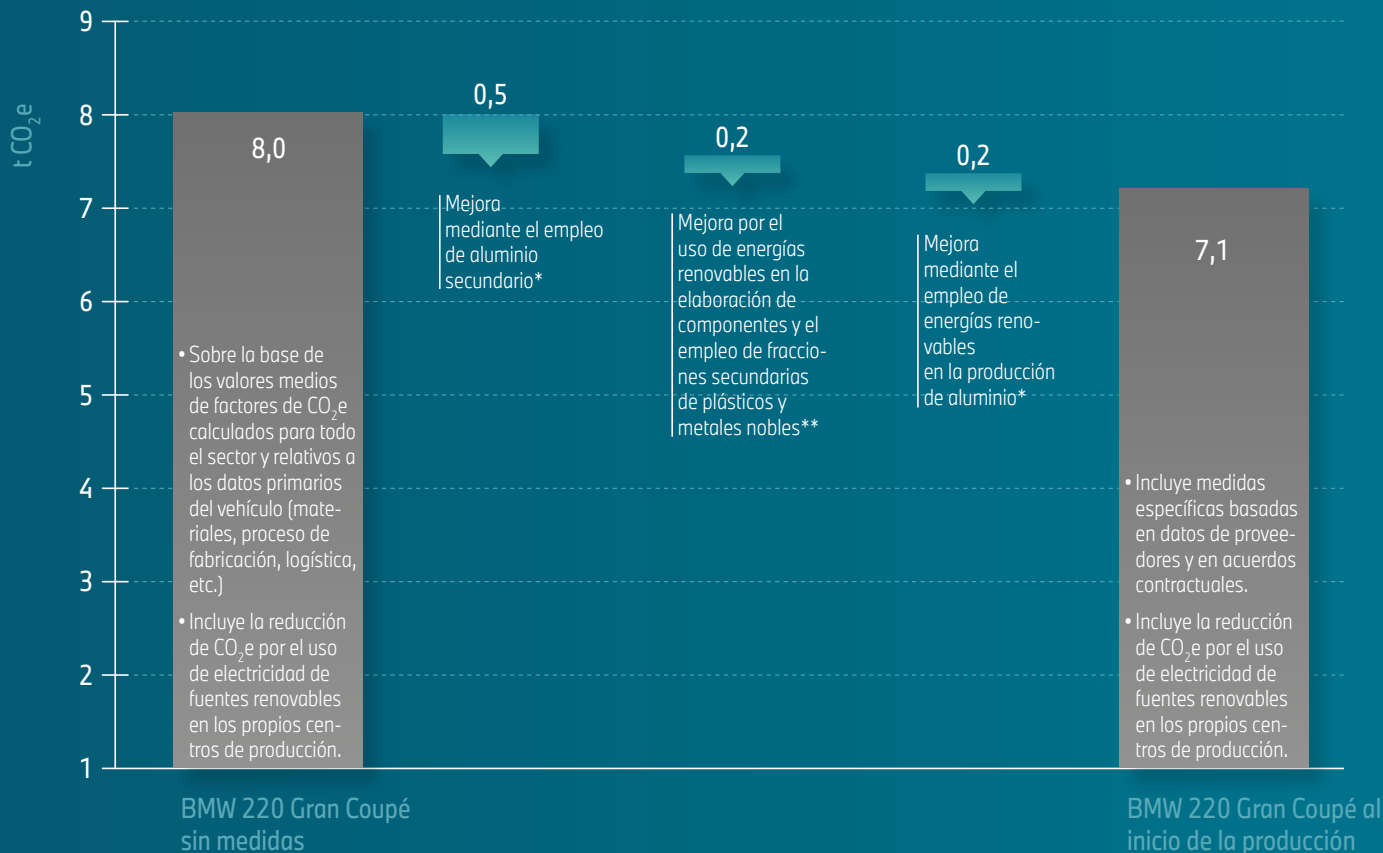 t CO₂e
9
8
7
6
5
4
3
2
1
8,0
• Sobre la base de
los valores medios
de factores de CO₂e
calculados para todo
el sector y relativos a
los datos primarios
del vehículo (mate-
riales, proceso de
fabricación, logística,
etc.)
• Incluye la reducción
de CO₂e por el uso
de electricidad de
fuentes renovables
en los propios cen-
tros de producción.
BMW 220 Gran Coupé
sin medidas
0,5
Mejora
mediante el empleo
de aluminio
secundario*
0,2
Mejora por el
uso de energías
renovables en la
elaboración de
componentes y el
empleo de fraccio-
nes secundarias
de plásticos y
metales nobles**
0,2
Mejora
mediante el
empleo de
energías reno-
vables
en la producción
de aluminio*
7,1
• Incluye medidas
específicas basadas
en datos de provee-
dores y en acuerdos
contractuales.
• Incluye la reducción
de CO₂e por el uso
de electricidad de
fuentes renovables
en los propios cen-
tros de producción.
BMW 220 Gran Coupé al
inicio de la producción